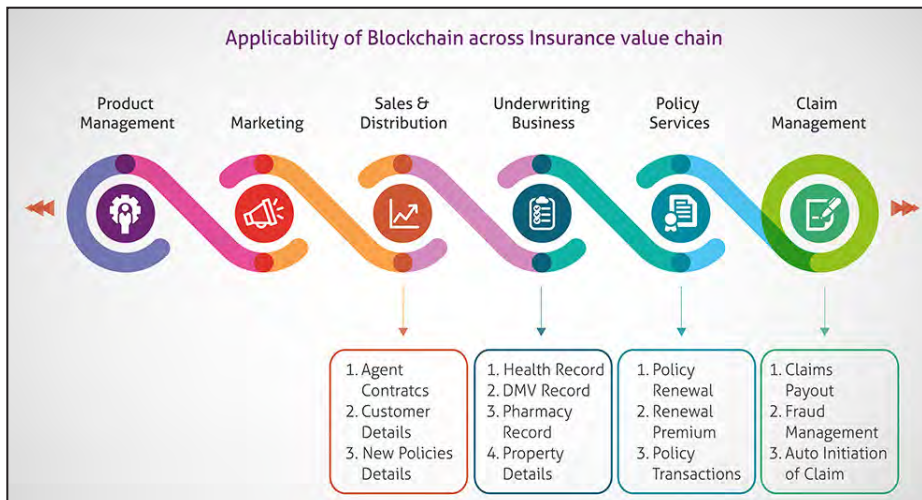 Applicability of Blockchain across Insurance value chain
Product
Management
Marketing
Sales &
Distribution
Underwriting
Business
Policy
Services
Claim
Management
1. Agent
Contratcs
2. Customer
Details
3. New Policies
Details
1. Health Record
2. DMV Record
3. Pharmacy
Record
4. Property
Details
1. Policy
Renewal
2. Renewal
Premium
3. Policy
Transactions
1. Claims
Payout
2. Fraud
Management
3. Auto Initiation
of Claim